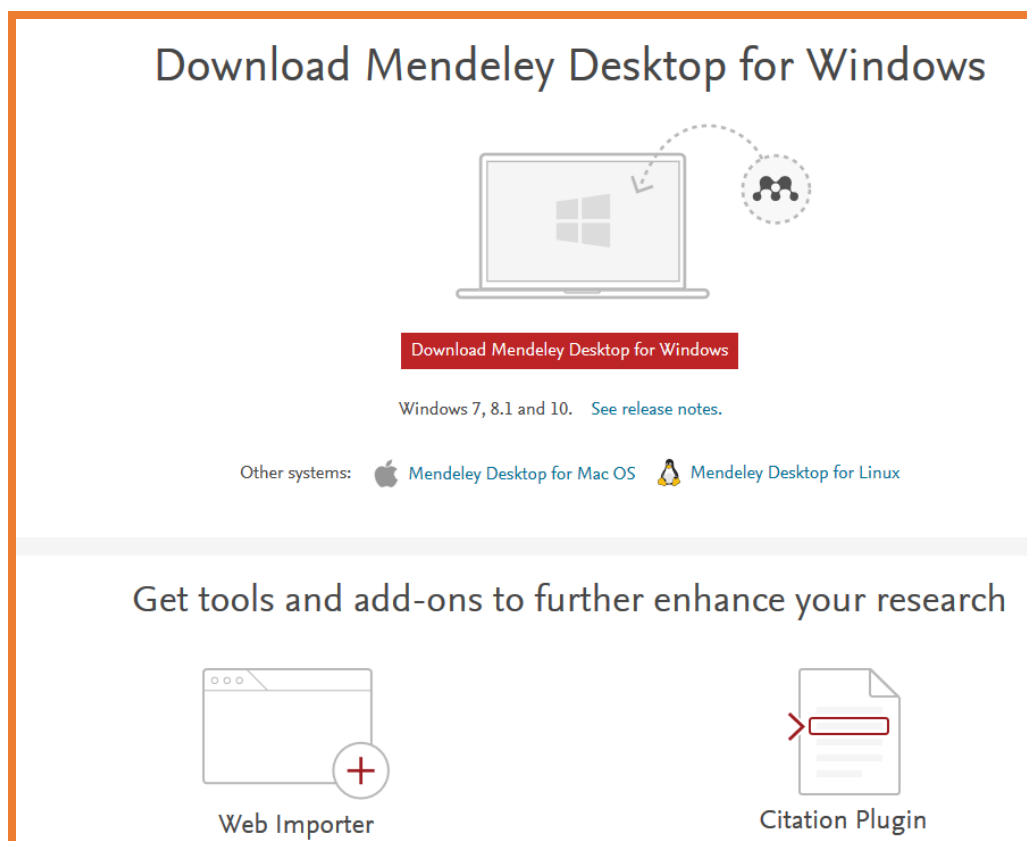 Download Mendeley Desktop for Windows
Download Mendeley Desktop for Windows
Windows 7, 8.1 and 10. See release notes.
Other systems: Mendeley Desktop for Mac OS Mendeley Desktop for Linux
Get tools and add-ons to further enhance your research
Web Importer
Citation Plugin